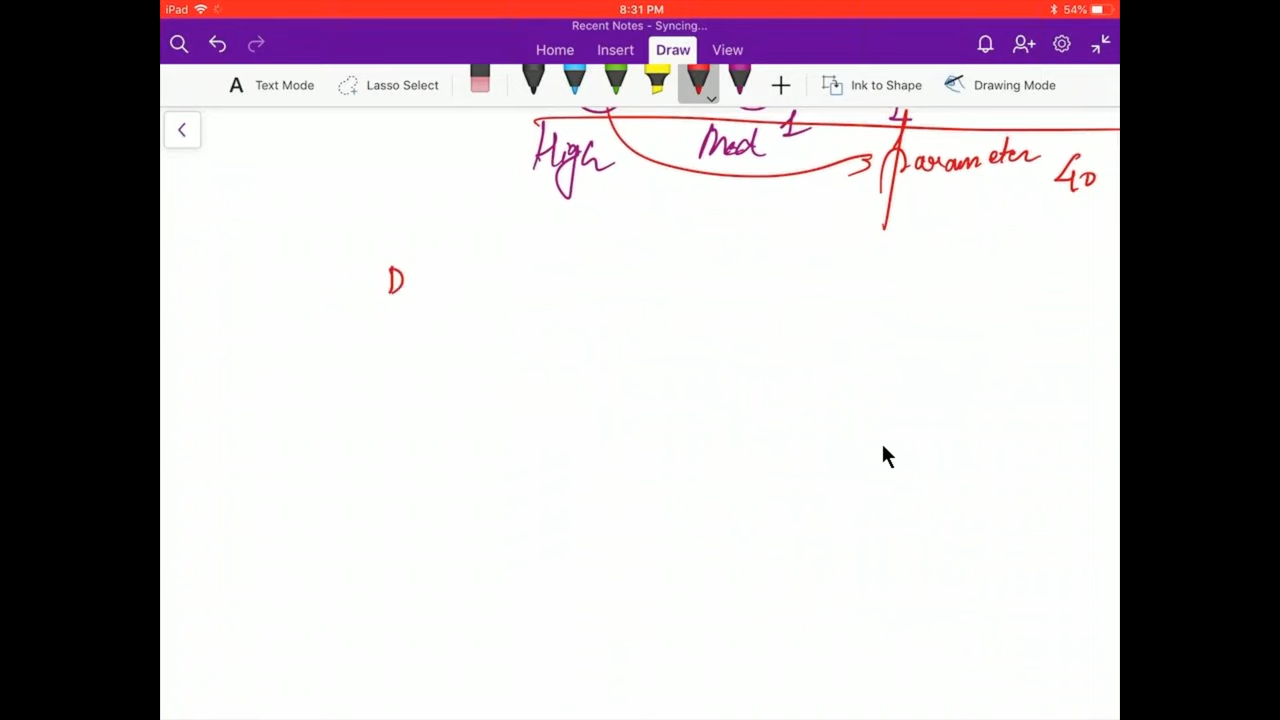 iPad 8:31 PM 54%
Recent Notes - Syncing...
Home Insert Draw View
A Text Mode Lasso Select Ink to Shape Drawing Mode
High Med 1 Parameter 40
D